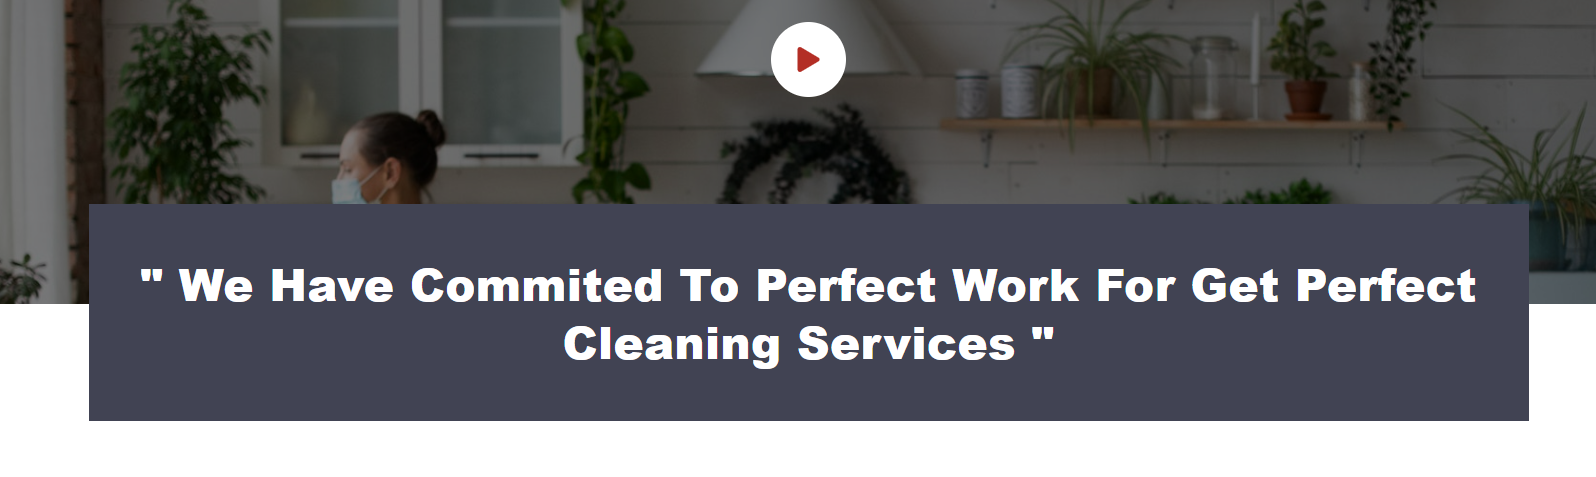 " We Have Commited To Perfect Work For Get Perfect
Cleaning Services "